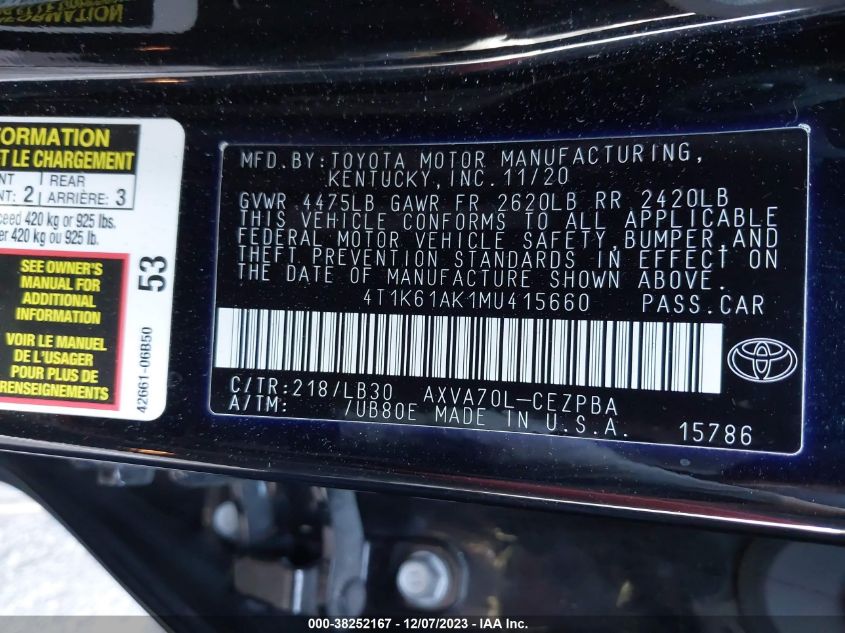 NOITAMRO
ORMATION
ET LE CHARGEMENT
NT
NT: 2
REAR
ARRIÈRE: 3
ceed 420 kg or 925 lbs.
er 420 kg ou 925 lb.
SEE OWNER'S
MANUAL FOR
ADDITIONAL
INFORMATION
VOIR LE MANUEL
DE L'USAGER
POUR PLUS DE
RENSEIGNEMENTS
53
42661-06B50
MFD.BY:TOYOTA MOTOR MANUFACTURING,
KENTUCKY,INC.11/20
GVWR 4475LB GAWR FR 2620LB RR 2420LB
THIS VEHICLE CONFORMS TO ALL APPLICABLE
FEDERAL MOTOR VEHICLE SAFETY,BUMPER,AND
THEFT PREVENTION STANDARDS IN EFFECT ON
THE DATE OF MANUFACTURE SHOWN ABOVE.
4T1K61AK1MU415660 PASS.CAR
C/TR:218/LB30 AXVA70L-CEZPBA
A/TM: /UB80E MADE IN U.S.A. 15786
000-38252167 - 12/07/2023 - IAA Inc.